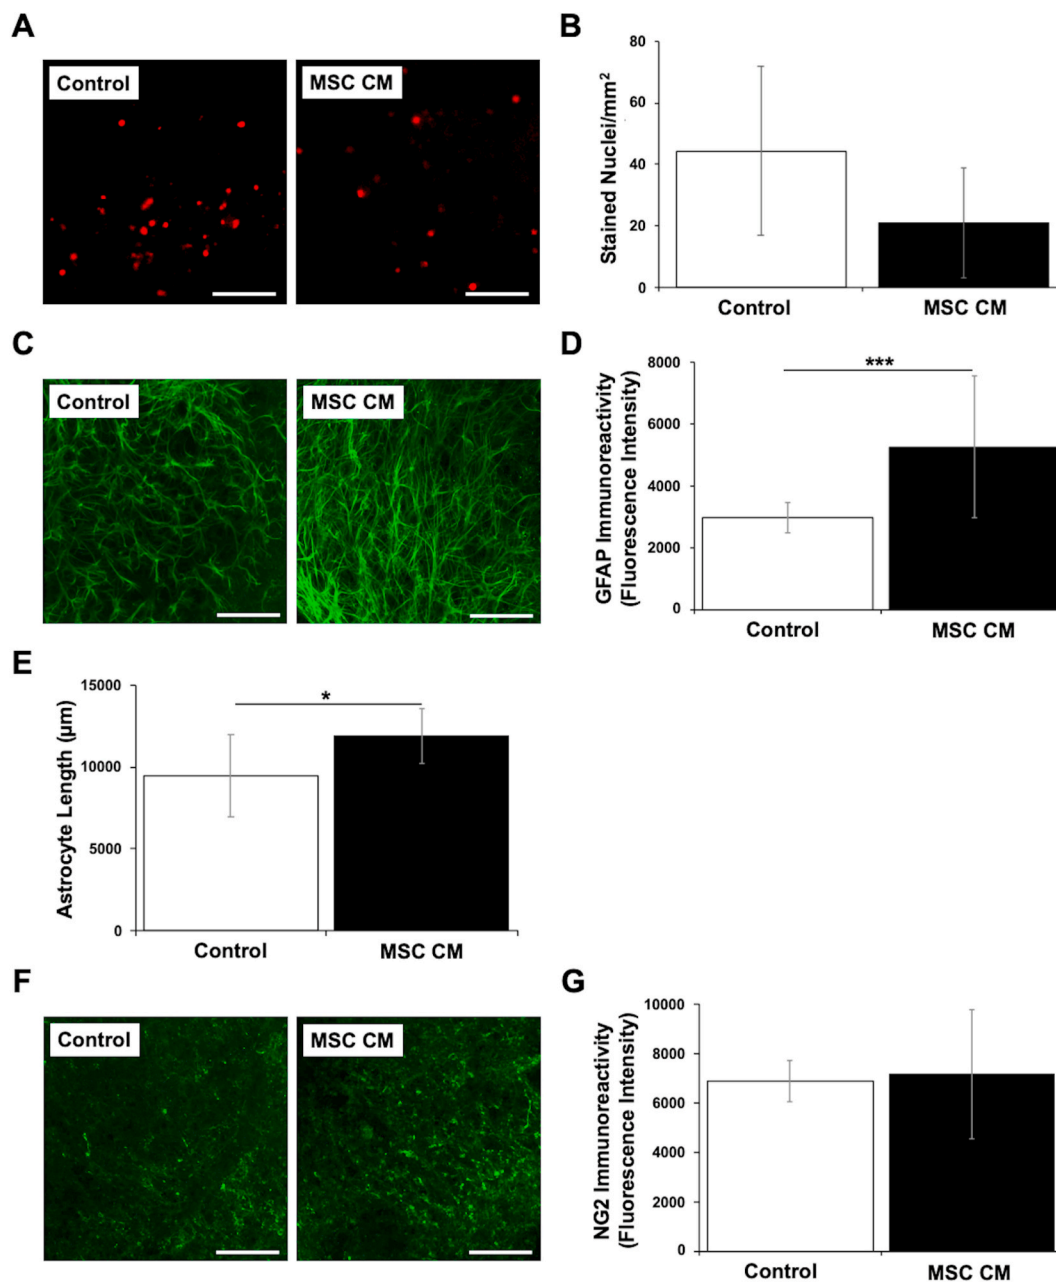 A
Control
MSC CM
B
Stained Nuclei/mm²
80
60
40
20
0
Control
MSC CM
C
Control
MSC CM
D
GFAP Immunoreactivity
(Fluorescence Intensity)
8000
6000
4000
2000
0
***
Control
MSC CM
E
Astrocyte Length (µm)
15000
10000
5000
0
*
Control
MSC CM
F
Control
MSC CM
G
NG2 Immunoreactivity
(Fluorescence Intensity)
10000
8000
6000
4000
2000
0
Control
MSC CM